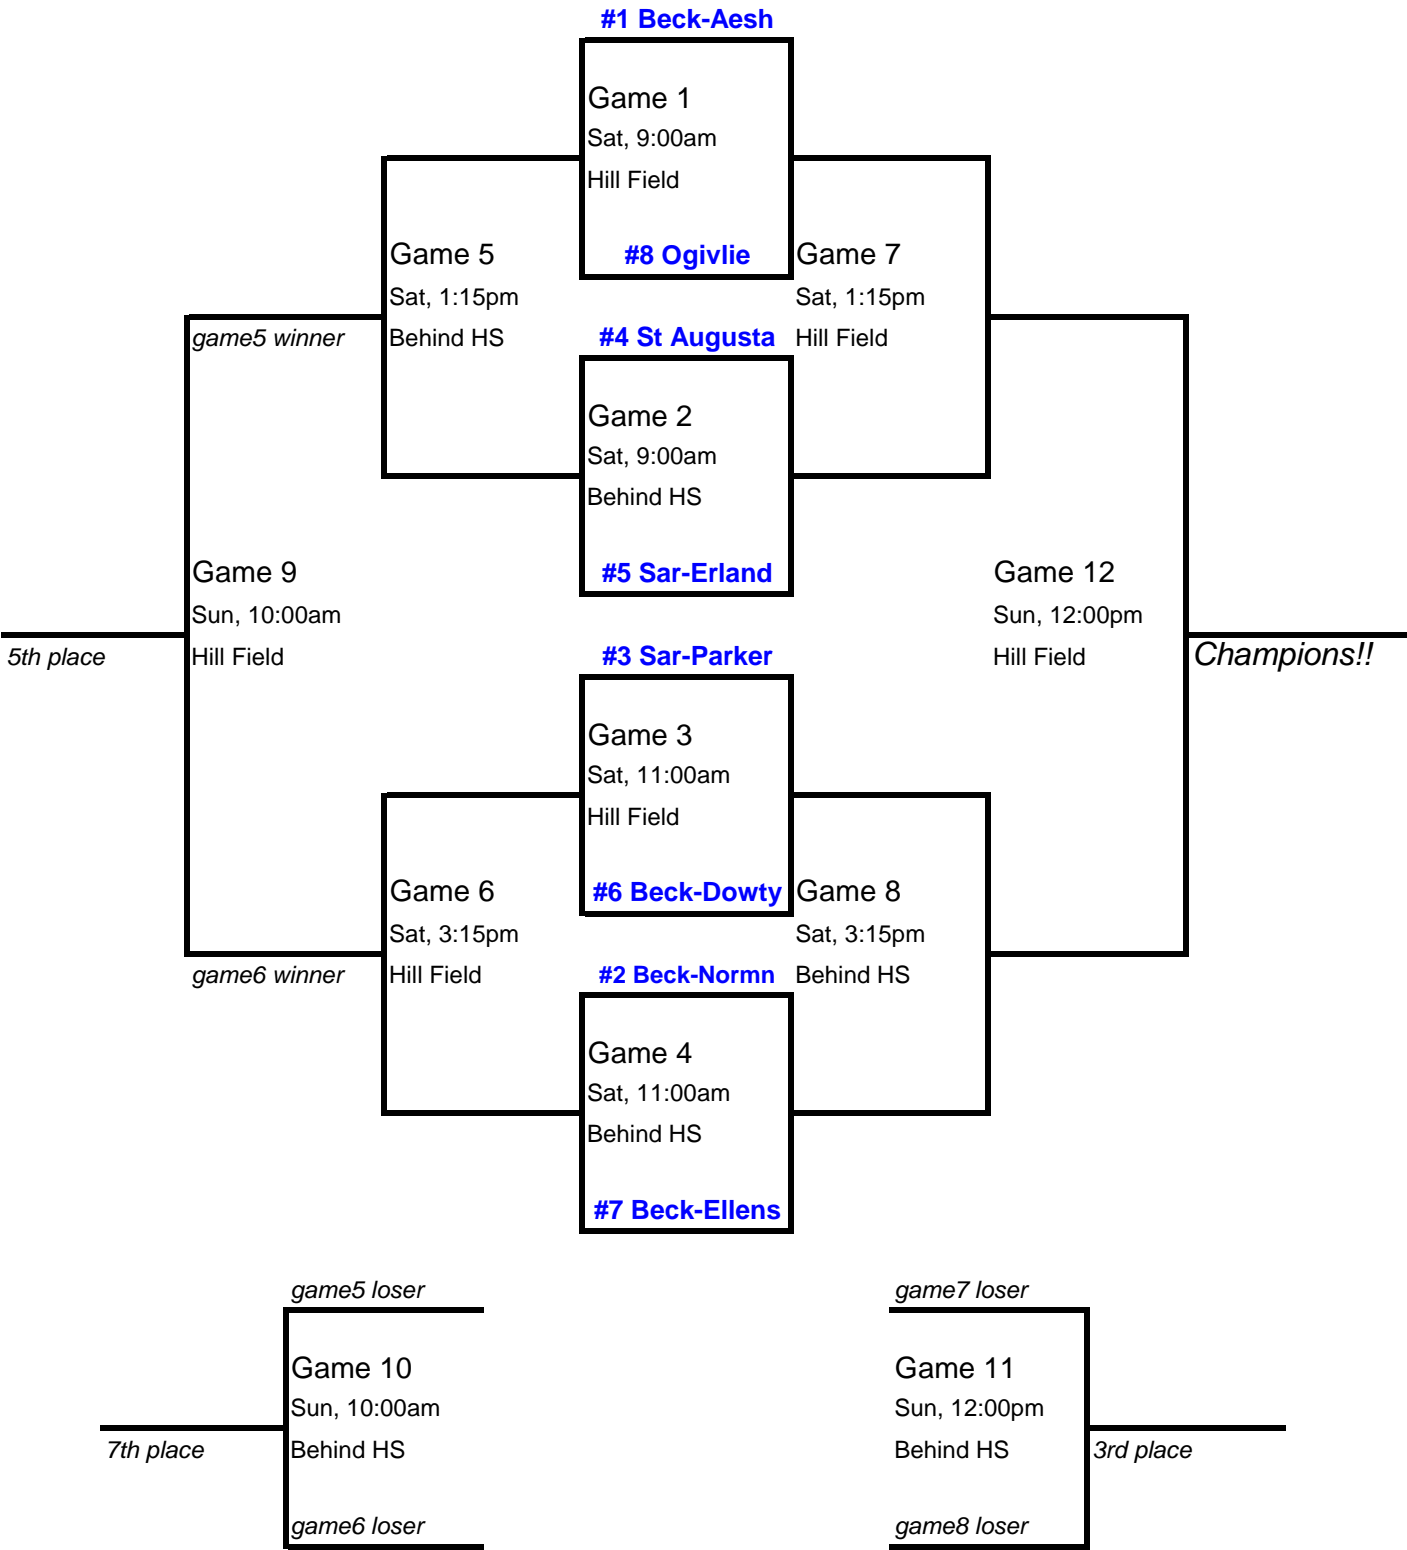 #1 Beck-Aesh
Game 1
Sat, 9:00am
Hill Field
#8 Ogivlie
Game 5
Sat, 1:15pm
Behind HS
game5 winner
Game 7
Sat, 1:15pm
Hill Field
#4 St Augusta
Game 2
Sat, 9:00am
Behind HS
#5 Sar-Erland
Game 9
Sun, 10:00am
Hill Field
5th place
Game 12
Sun, 12:00pm
Hill Field
Champions!!
#3 Sar-Parker
Game 3
Sat, 11:00am
Hill Field
#6 Beck-Dowty
Game 6
Sat, 3:15pm
Hill Field
game6 winner
Game 8
Sat, 3:15pm
Behind HS
#2 Beck-Normn
Game 4
Sat, 11:00am
Behind HS
#7 Beck-Ellens
game5 loser
Game 10
Sun, 10:00am
Behind HS
7th place
game6 loser
game7 loser
Game 11
Sun, 12:00pm
Behind HS
3rd place
game8 loser